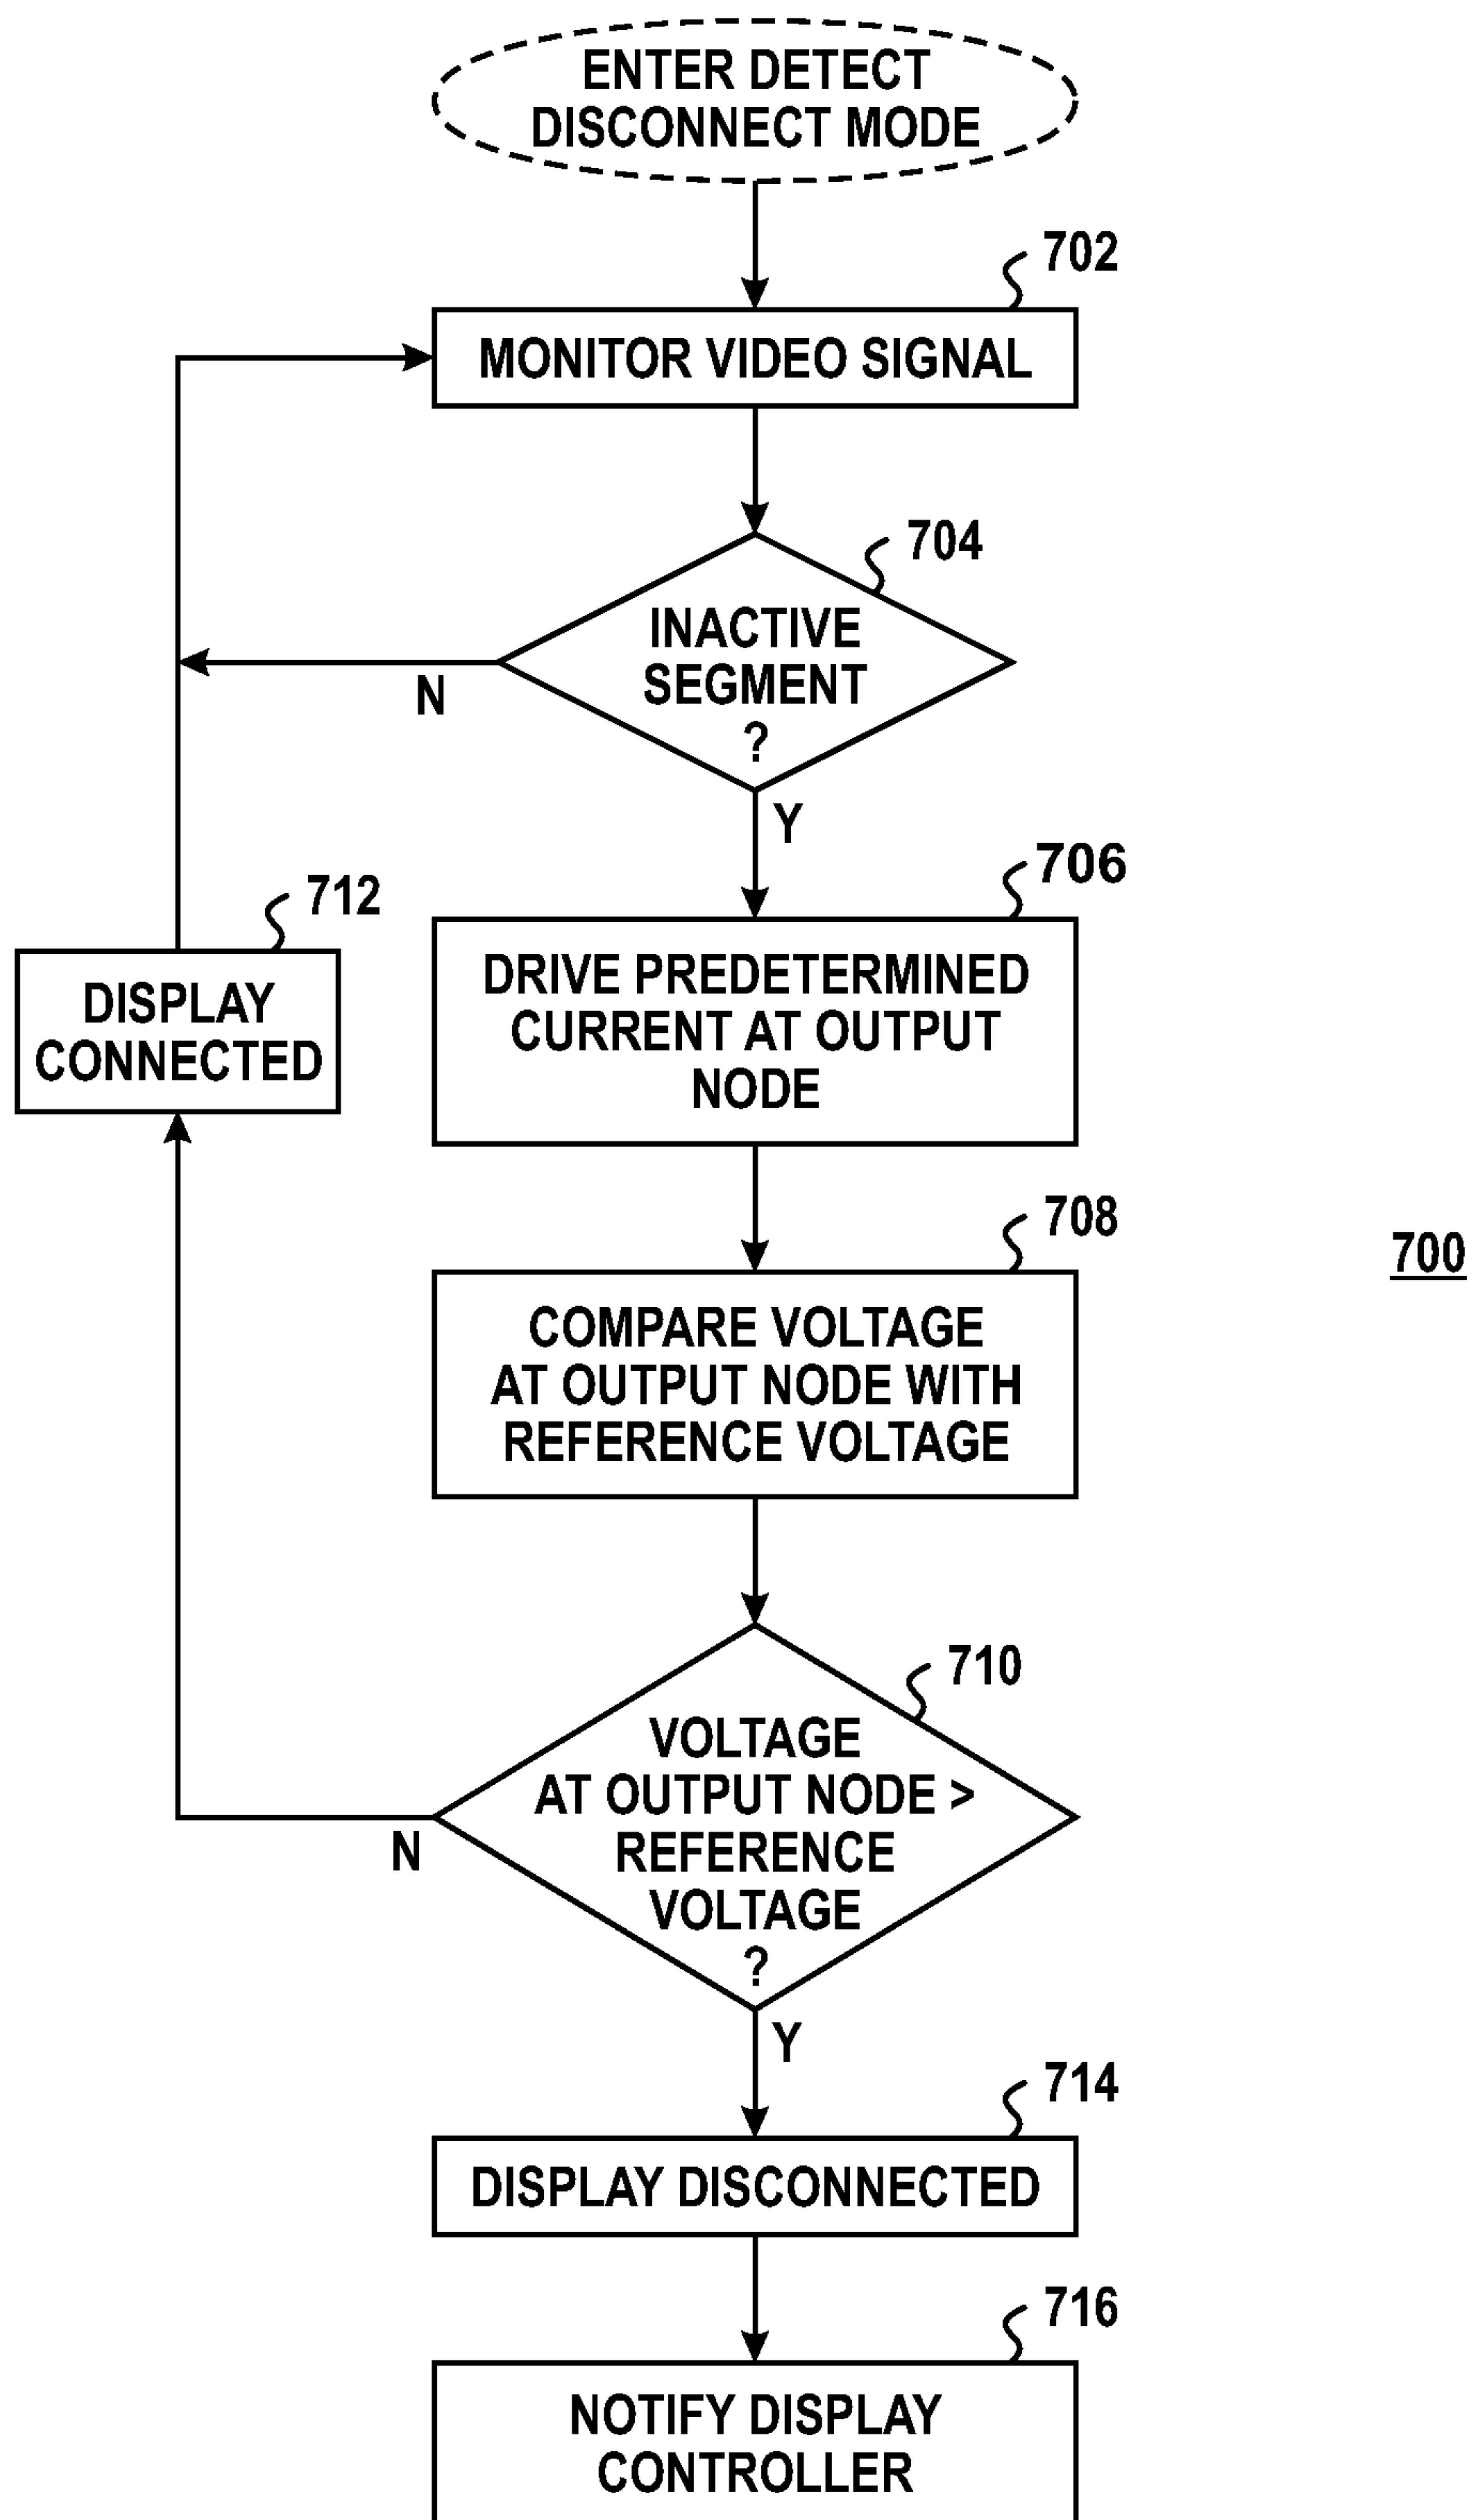 ENTER DETECT
DISCONNECT MODE
702
MONITOR VIDEO SIGNAL
704
INACTIVE
SEGMENT
?
N
Y
706
DRIVE PREDETERMINED
CURRENT AT OUTPUT
NODE
712
DISPLAY
CONNECTED
708
COMPARE VOLTAGE
AT OUTPUT NODE WITH
REFERENCE VOLTAGE
700
710
VOLTAGE
AT OUTPUT NODE >
REFERENCE
VOLTAGE
?
N
Y
714
DISPLAY DISCONNECTED
716
NOTIFY DISPLAY
CONTROLLER